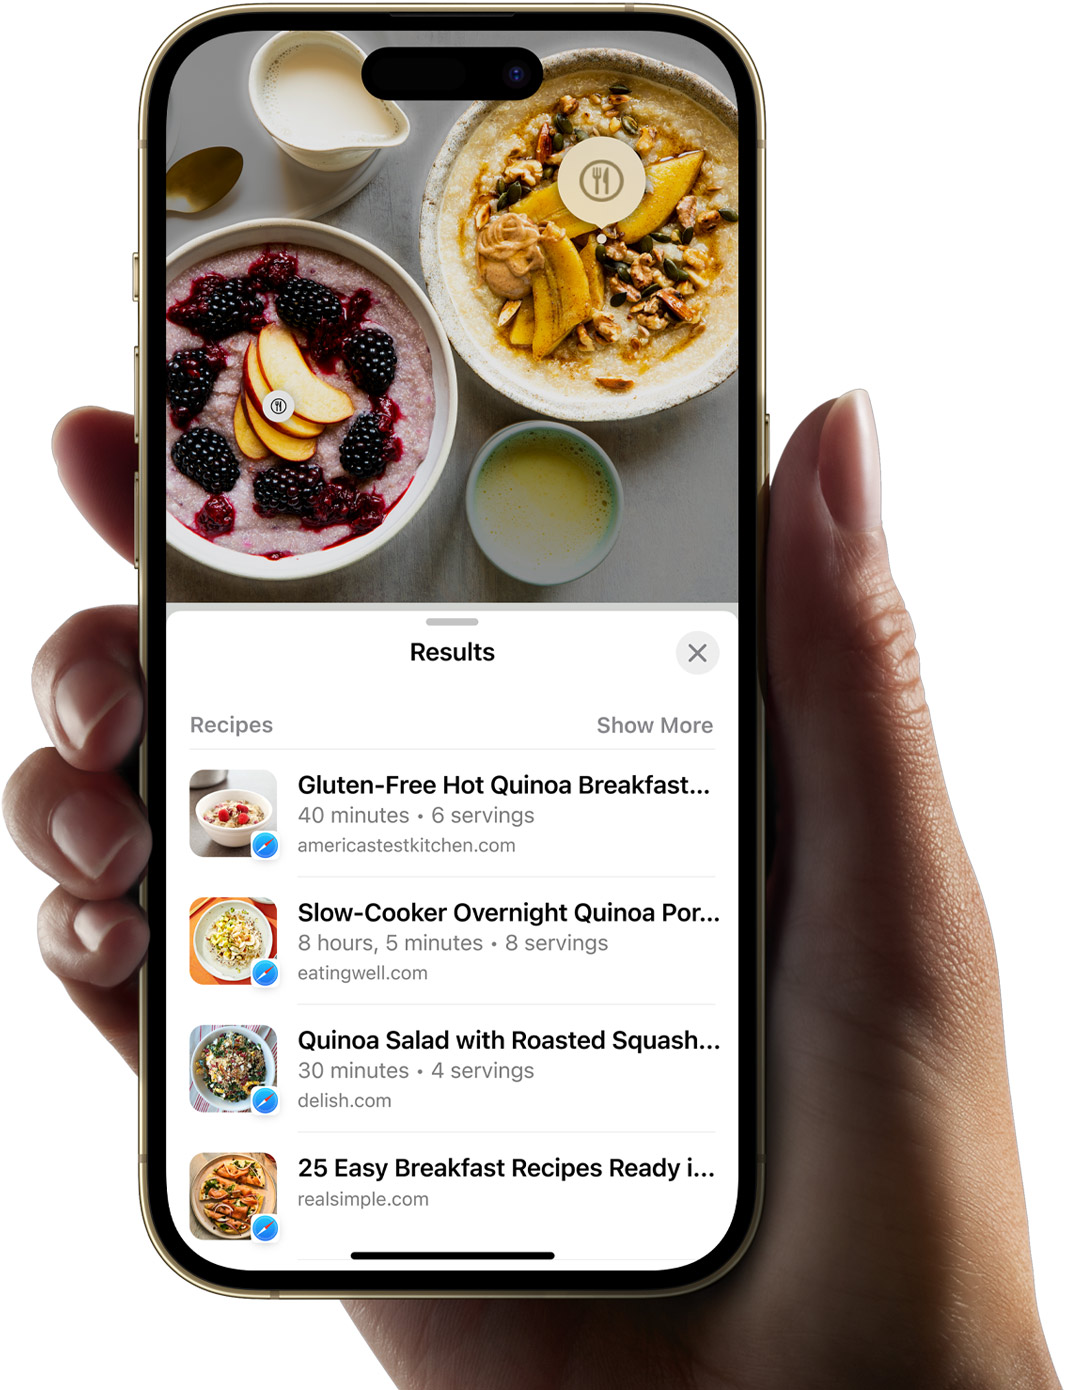 Results
Recipes
Show More
Gluten-Free Hot Quinoa Breakfast...
40 minutes • 6 servings
americastestkitchen.com
Slow-Cooker Overnight Quinoa Por...
8 hours, 5 minutes • 8 servings
eatingwell.com
Quinoa Salad with Roasted Squash...
30 minutes • 4 servings
delish.com
25 Easy Breakfast Recipes Ready i...
realsimple.com